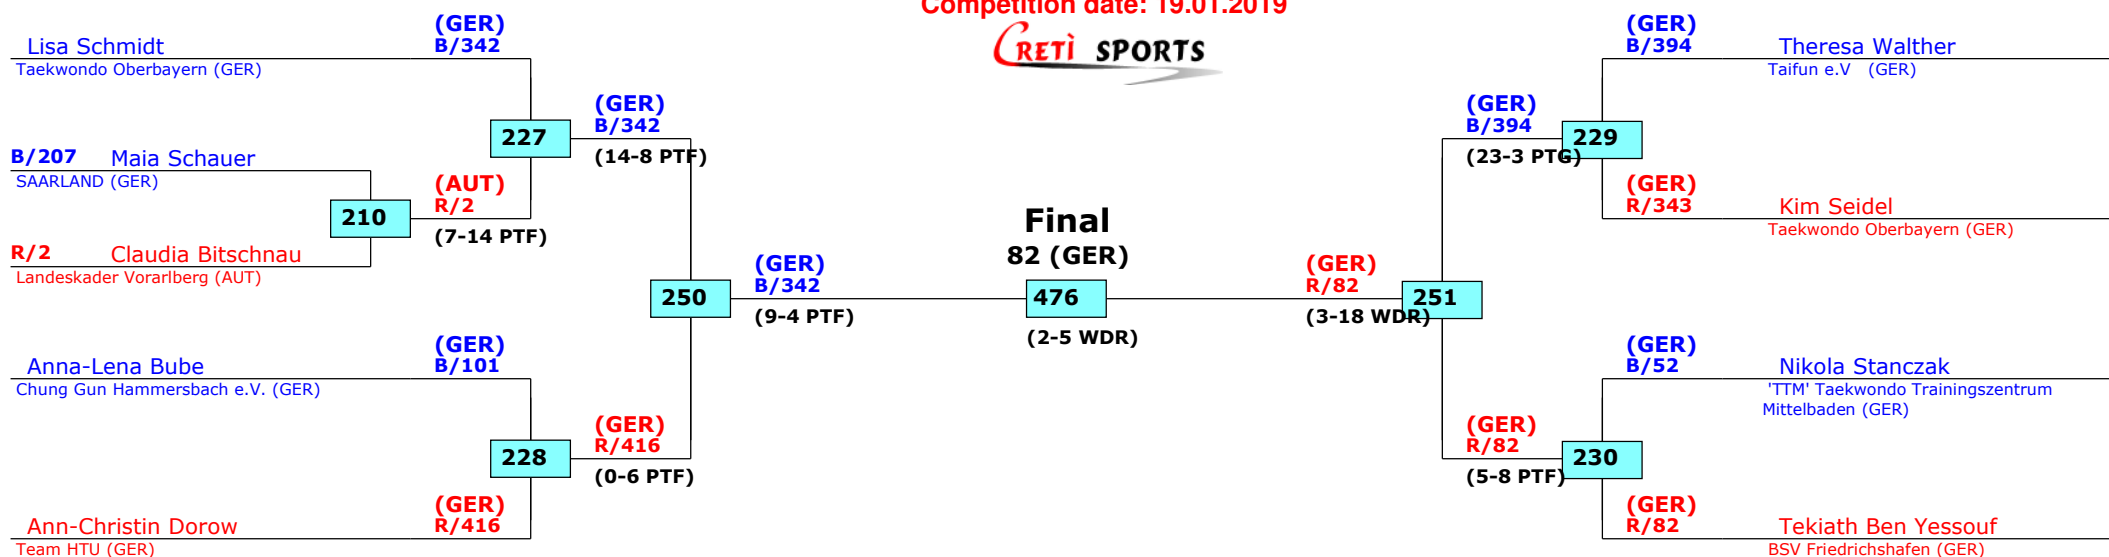 Competition date: 19.01.2019
CRETÌ SPORTS
(GER)
B/342
Lisa Schmidt
Taekwondo Oberbayern (GER)
227
(GER)
B/342
(14-8 PTF)
B/207 Maia Schauer
SAARLAND (GER)
210
(AUT)
R/2
(7-14 PTF)
R/2 Claudia Bitschnau
Landeskader Vorarlberg (AUT)
250
(GER)
B/342
(9-4 PTF)
(GER)
B/101
Anna-Lena Bube
Chung Gun Hammersbach e.V. (GER)
228
(GER)
R/416
(0-6 PTF)
(GER)
R/416
Ann-Christin Dorow
Team HTU (GER)
Final
82 (GER)
476
(2-5 WDR)
(GER)
R/82
(3-18 WDR)
251
(GER)
B/394
Theresa Walther
Taifun e.V (GER)
(GER)
B/394
(23-3 PTG)
229
(GER)
R/343
Kim Seidel
Taekwondo Oberbayern (GER)
(GER)
B/52
Nikola Stanczak
'TTM' Taekwondo Trainingszentrum
Mittelbaden (GER)
(GER)
R/82
(5-8 PTF)
230
(GER)
R/82
Tekiath Ben Yessouf
BSV Friedrichshafen (GER)